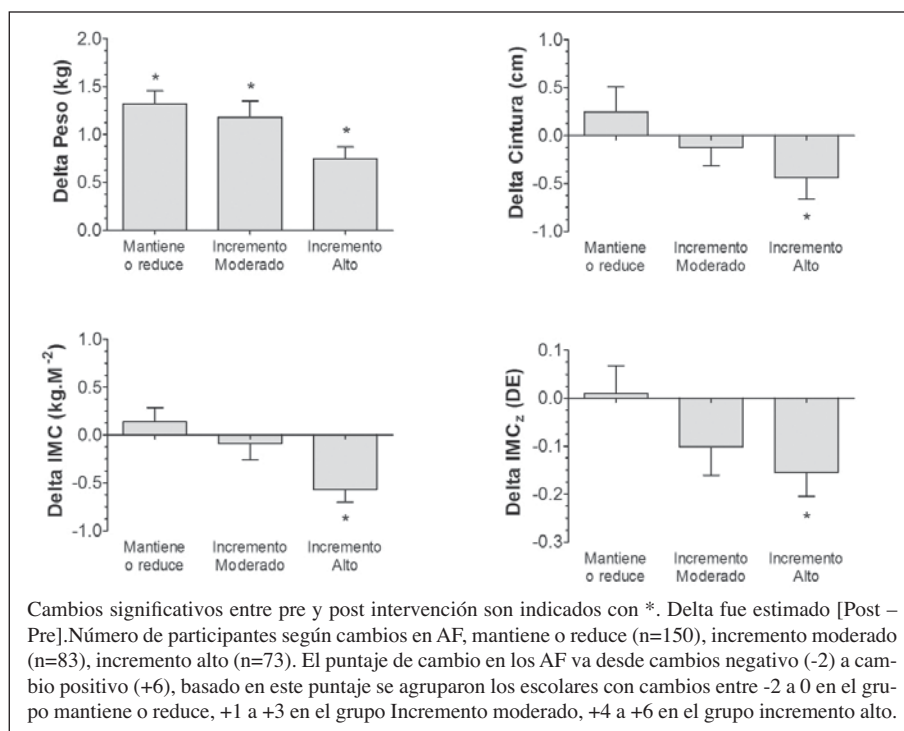 Delta Peso (kg)
2.0
1.5
1.0
0.5
0.0
*
*
*
Mantiene
o reduce
Incremento
Moderado
Incremento
Alto
Delta Cintura (cm)
1.0
0.5
0.0
-0.5
-1.0
*
Mantiene
o reduce
Incremento
Moderado
Incremento
Alto
Delta IMC (kg.M⁻²)
1.0
0.5
0.0
-0.5
-1.0
*
Mantiene
o reduce
Incremento
Moderado
Incremento
Alto
Delta IMC_z (DE)
0.1
0.0
-0.1
-0.2
-0.3
*
Mantiene
o reduce
Incremento
Moderado
Incremento
Alto
Cambios significativos entre pre y post intervención son indicados con *. Delta fue estimado [Post –
Pre].Número de participantes según cambios en AF, mantiene o reduce (n=150), incremento moderado
(n=83), incremento alto (n=73). El puntaje de cambio en los AF va desde cambios negativo (-2) a cam-
bio positivo (+6), basado en este puntaje se agruparon los escolares con cambios entre -2 a 0 en el gru-
po mantiene o reduce, +1 a +3 en el grupo Incremento moderado, +4 a +6 en el grupo incremento alto.